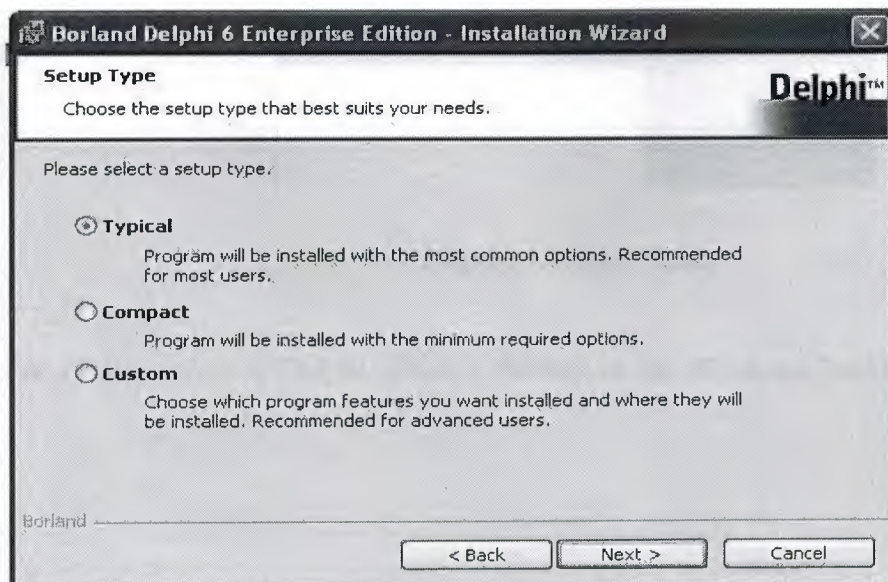 Borland Delphi 6 Enterprise Edition - Installation Wizard
Setup Type
Choose the setup type that best suits your needs.
Delphi™
Please select a setup type.
Typical
Program will be installed with the most common options. Recommended
for most users.
Compact
Program will be installed with the minimum required options.
Custom
Choose which program features you want installed and where they will
be installed. Recommended for advanced users.
Borland
< Back
Next >
Cancel